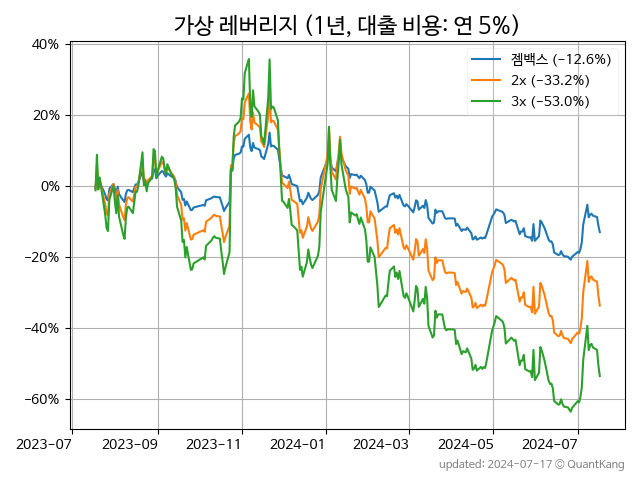 가상 레버리지 (1년, 대출 비용: 연 5%)
젬백스 (-12.6%)
2x (-33.2%)
3x (-53.0%)
40%
20%
0%
−20%
−40%
−60%
2023-07 2023-09 2023-11 2024-01 2024-03 2024-05 2024-07
updated: 2024-07-17 © QuantKang